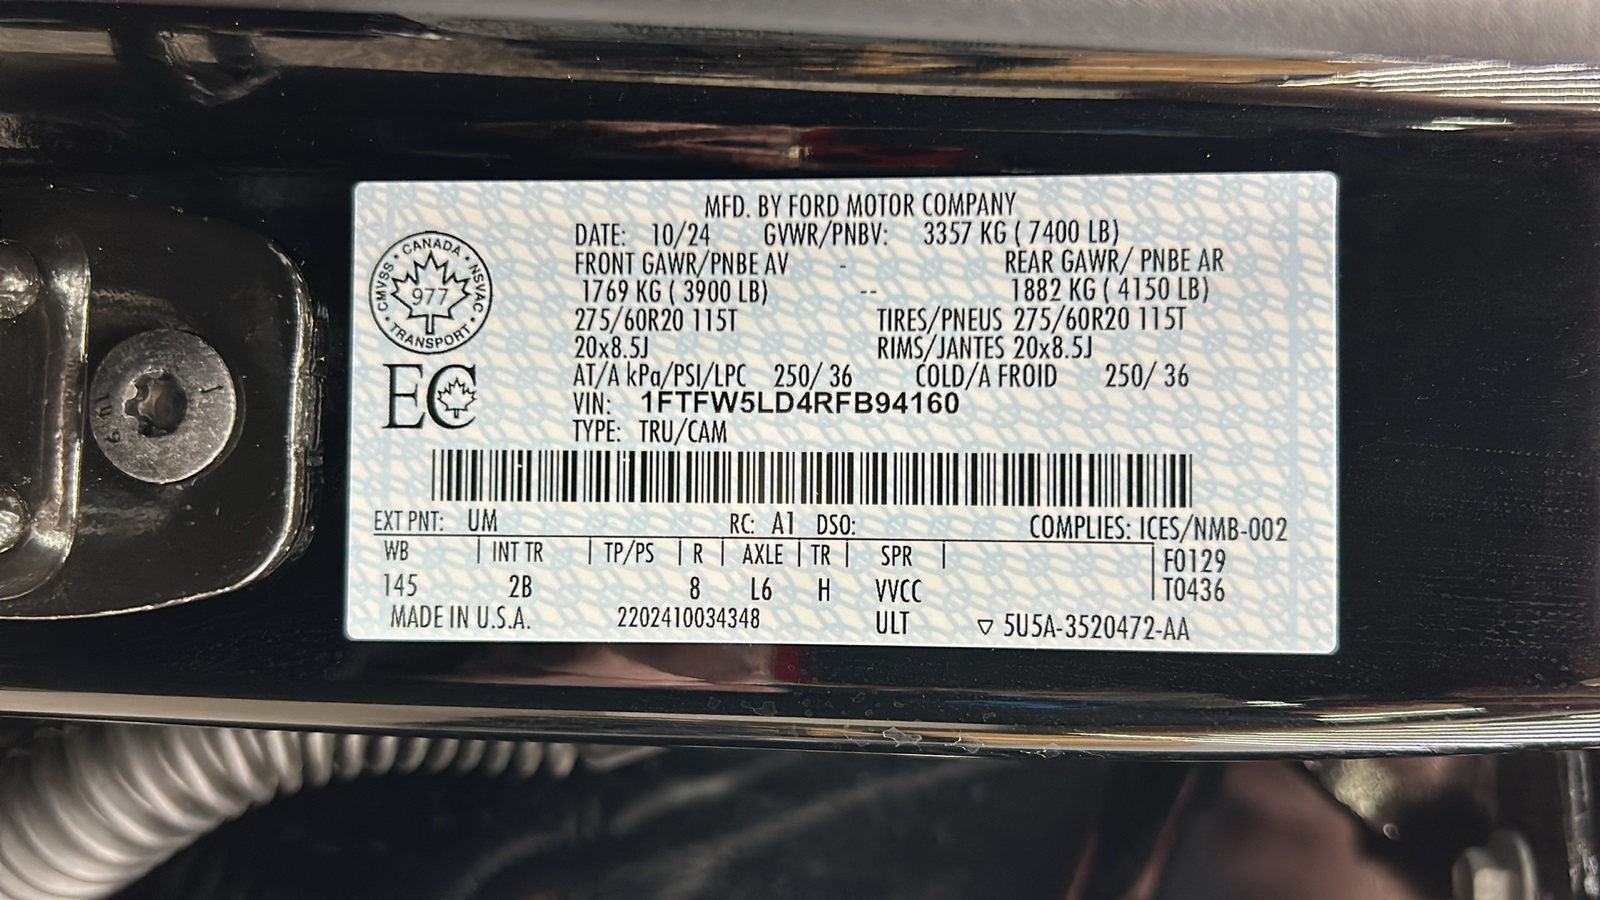 MFD. BY FORD MOTOR COMPANY
DATE: 10/24 GVWR/PNBV: 3357 KG ( 7400 LB)
FRONT GAWR/PNBE AV - REAR GAWR/ PNBE AR
1769 KG ( 3900 LB) -- 1882 KG ( 4150 LB)
275/60R20 115T TIRES/PNEUS 275/60R20 115T
20x8.5J RIMS/JANTES 20x8.5J
AT/A kPa/PSI/LPC 250/ 36 COLD/A FROID 250/ 36
VIN: 1FTFW5LD4RFB94160
TYPE: TRU/CAM
CANADA
CMVSS
NSVAC
977
TRANSPORT
EC
EXT PNT: UM RC: A1 DSO: COMPLIES: ICES/NMB-002
WB | INT TR | TP/PS | R | AXLE | TR | SPR | F0129
145 2B 8 L6 H VVCC | T0436
MADE IN U.S.A. 2202410034348 ULT ▽ 5U5A-3520472-AA